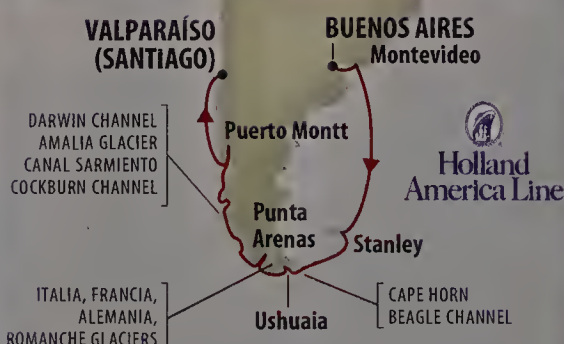 VALPARAÍSO
(SANTIAGO)
BUENOS AIRES
Montevideo
DARWIN CHANNEL
AMALIA GLACIER
CANAL SARMIENTO
COCKBURN CHANNEL
Puerto Montt
Holland
America Line
Punta
Arenas
Stanley
ITALIA, FRANCIA,
ALEMANIA,
ROMANCHE GLACIERS
Ushuaia
CAPE HORN
BEAGLE CHANNEL